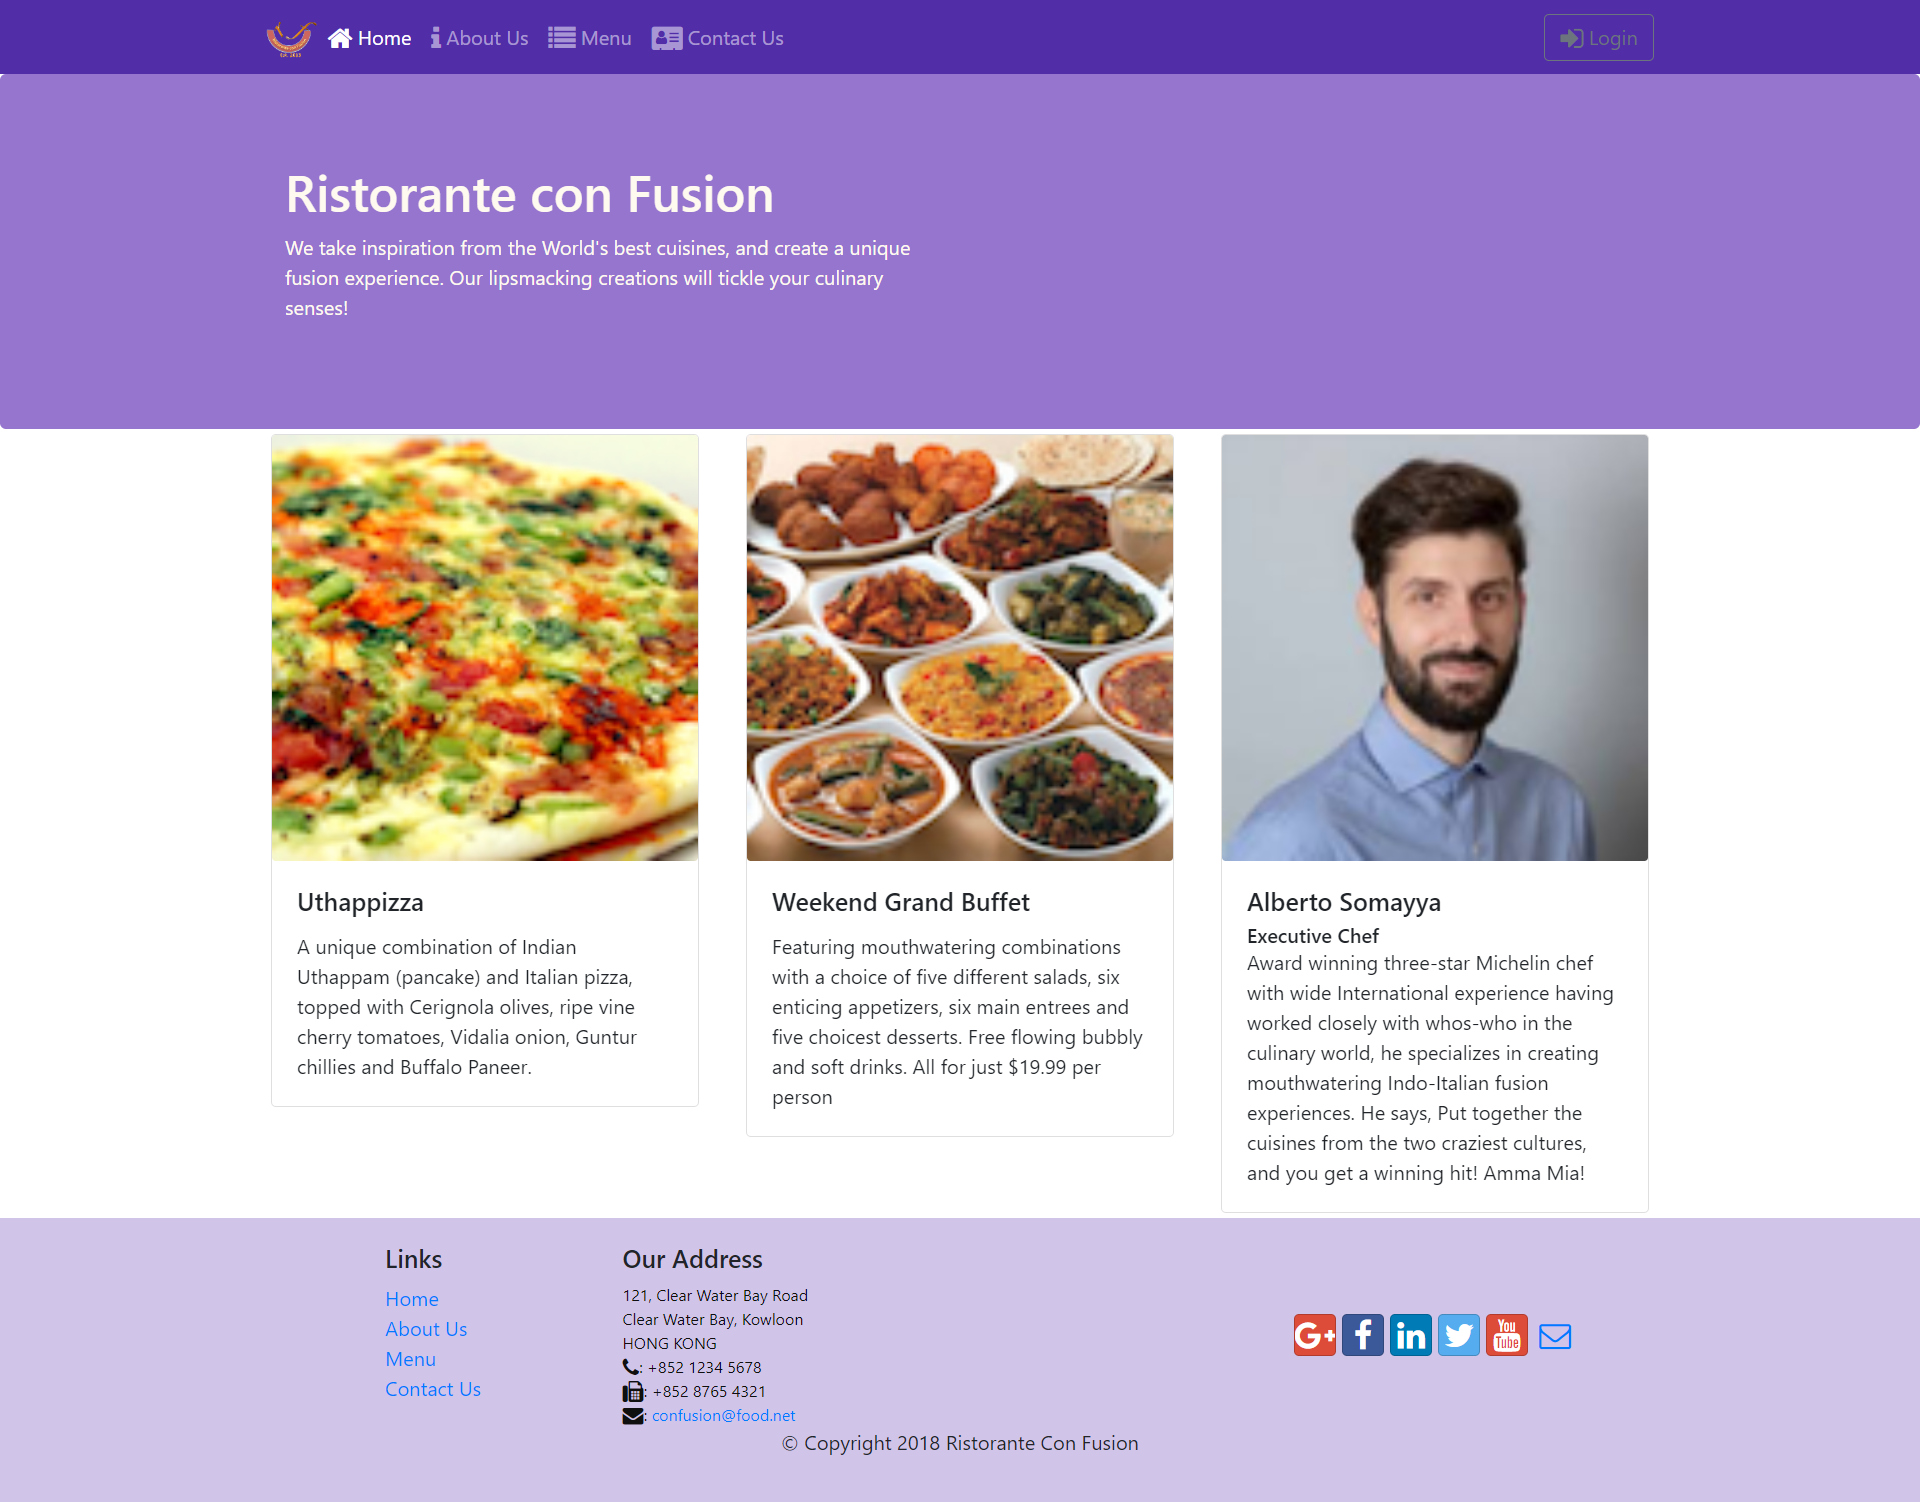 Home About Us Menu Contact Us Login
Ristorante con Fusion
We take inspiration from the World's best cuisines, and create a unique
fusion experience. Our lipsmacking creations will tickle your culinary
senses!
Uthappizza
A unique combination of Indian
Uthappam (pancake) and Italian pizza,
topped with Cerignola olives, ripe vine
cherry tomatoes, Vidalia onion, Guntur
chillies and Buffalo Paneer.
Weekend Grand Buffet
Featuring mouthwatering combinations
with a choice of five different salads, six
enticing appetizers, six main entrees and
five choicest desserts. Free flowing bubbly
and soft drinks. All for just $19.99 per
person
Alberto Somayya
Executive Chef
Award winning three-star Michelin chef
with wide International experience having
worked closely with whos-who in the
culinary world, he specializes in creating
mouthwatering Indo-Italian fusion
experiences. He says, Put together the
cuisines from the two craziest cultures,
and you get a winning hit! Amma Mia!
Links
Home
About Us
Menu
Contact Us
Our Address
121, Clear Water Bay Road
Clear Water Bay, Kowloon
HONG KONG
: +852 1234 5678
: +852 8765 4321
: confusion@food.net
G+ f in You Tube
© Copyright 2018 Ristorante Con Fusion